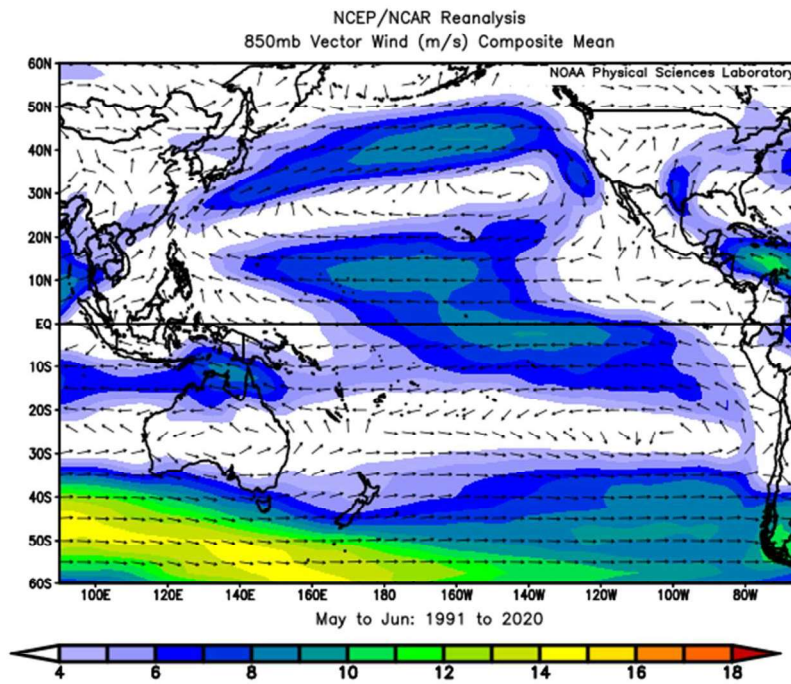 NCEP/NCAR Reanalysis
850mb Vector Wind (m/s) Composite Mean
NOAA Physical Sciences Laboratory
60N
50N
40N
30N
20N
10N
EQ
10S
20S
30S
40S
50S
60S
100E 120E 140E 160E 180 160W 140W 120W 100W 80W
May to Jun: 1991 to 2020
4 6 8 10 12 14 16 18